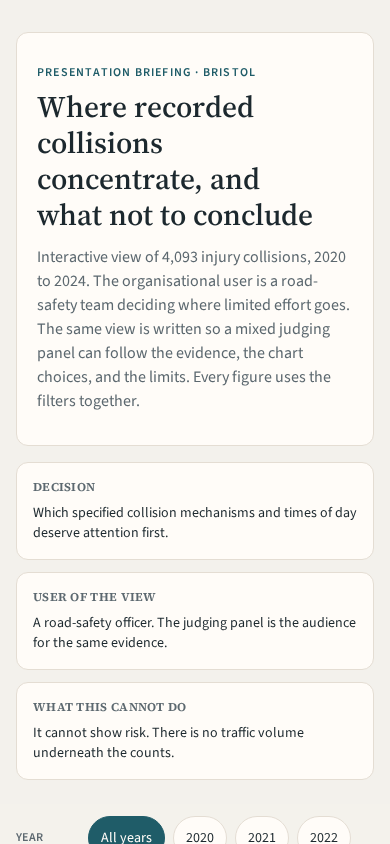 PRESENTATION BRIEFING · BRISTOL
Where recorded
collisions
concentrate, and
what not to conclude
Interactive view of 4,093 injury collisions, 2020
to 2024. The organisational user is a road-
safety team deciding where limited effort goes.
The same view is written so a mixed judging
panel can follow the evidence, the chart
choices, and the limits. Every figure uses the
filters together.
DECISION
Which specified collision mechanisms and times of day
deserve attention first.
USER OF THE VIEW
A road-safety officer. The judging panel is the audience
for the same evidence.
WHAT THIS CANNOT DO
It cannot show risk. There is no traffic volume
underneath the counts.
YEAR All years 2020 2021 2022